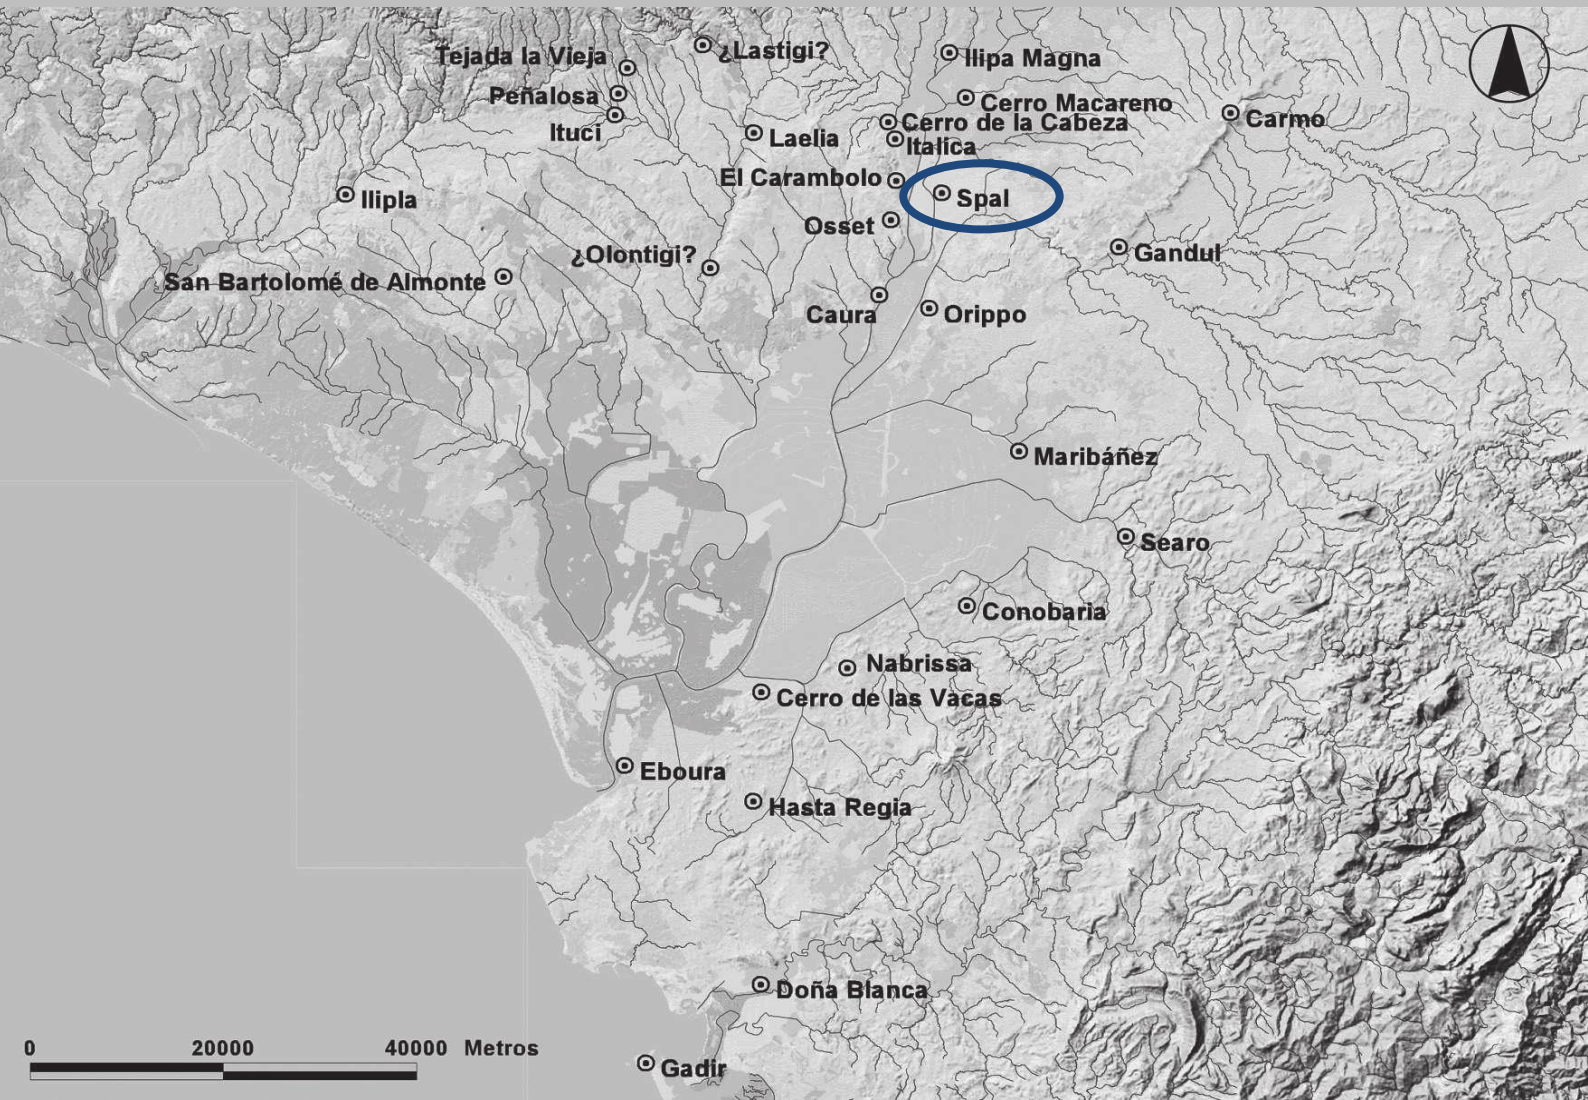 ¿Lastigi?
Tejada la Vieja
Ilipa Magna
Peñalosa
Cerro Macareno
Carmo
Cerro de la Cabeza
Ituci
Laelia
Italica
El Carambolo
Spal
Ilipla
Osset
Gandul
¿Olontigi?
San Bartolomé de Almonte
Caura
Orippo
Maribáñez
Searo
Conobaria
Nabrissa
Cerro de las Vacas
Eboura
Hasta Regia
Doña Blanca
0 20000 40000 Metros
Gadir